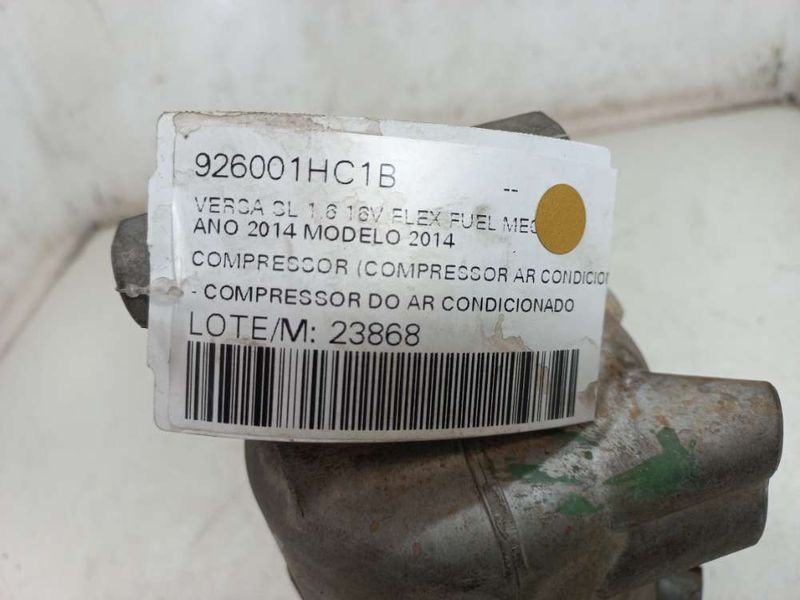 926001HC1B --
VERSA SL 1.6 16V FLEX FUEL
ANO 2014 MODELO 2014
COMPRESSOR (COMPRESSOR AR CONDICION
- COMPRESSOR DO AR CONDICIONADO
LOTE/M: 23868